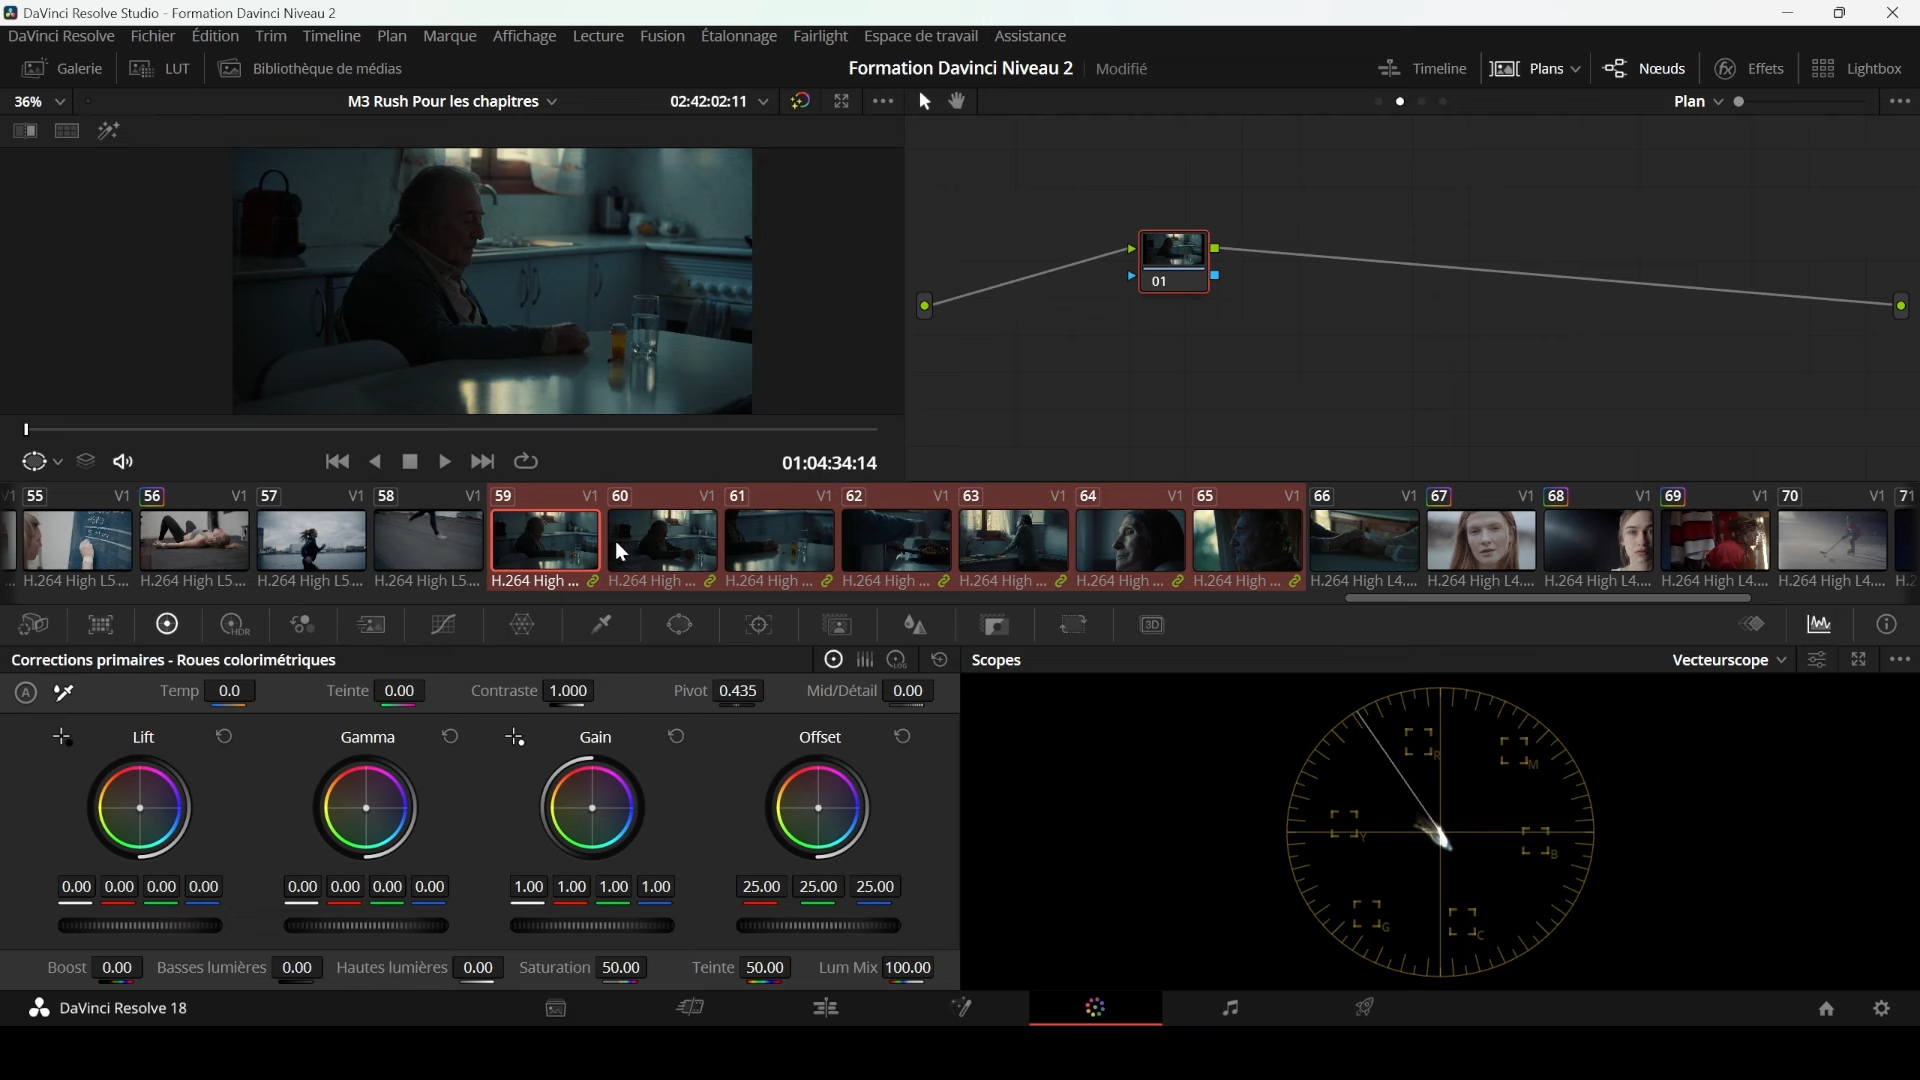 DaVinci Resolve Studio - Formation Davinci Niveau 2
DaVinci Resolve Fichier Édition Trim Timeline Plan Marque Affichage Lecture Fusion Étalonnage Fairlight Espace de travail Assistance
Galerie LUT Bibliothèque de médias Formation Davinci Niveau 2 Modifié Timeline Plans Nœuds Effets Lightbox
36% M3 Rush Pour les chapitres 02:42:02:11 Plan
01
01:04:34:14
V1 55 V1 56 V1 57 V1 58 V1 59 V1 60 V1 61 V1 62 V1 63 V1 64 V1 65 V1 66 V1 67 V1 68 V1 69 V1 70 V1 71
... H.264 High L5... H.264 High L5... H.264 High L5... H.264 High L5... H.264 High ... H.264 High ... H.264 High ... H.264 High ... H.264 High ... H.264 High ... H.264 High ... H.264 High L4.... H.264 High L4.... H.264 High L4.... H.264 High L4.... H.264 High L4.... H.2
HDR 3D
Corrections primaires - Roues colorimétriques LOG Scopes Vecteurscope
A Temp 0.0 Teinte 0.00 Contraste 1.000 Pivot 0.435 Mid/Détail 0.00
Lift Gamma Gain Offset
R M
Y B
G C
0.00 0.00 0.00 0.00 0.00 0.00 0.00 0.00 1.00 1.00 1.00 1.00 25.00 25.00 25.00
Boost 0.00 Basses lumières 0.00 Hautes lumières 0.00 Saturation 50.00 Teinte 50.00 Lum Mix 100.00
DaVinci Resolve 18